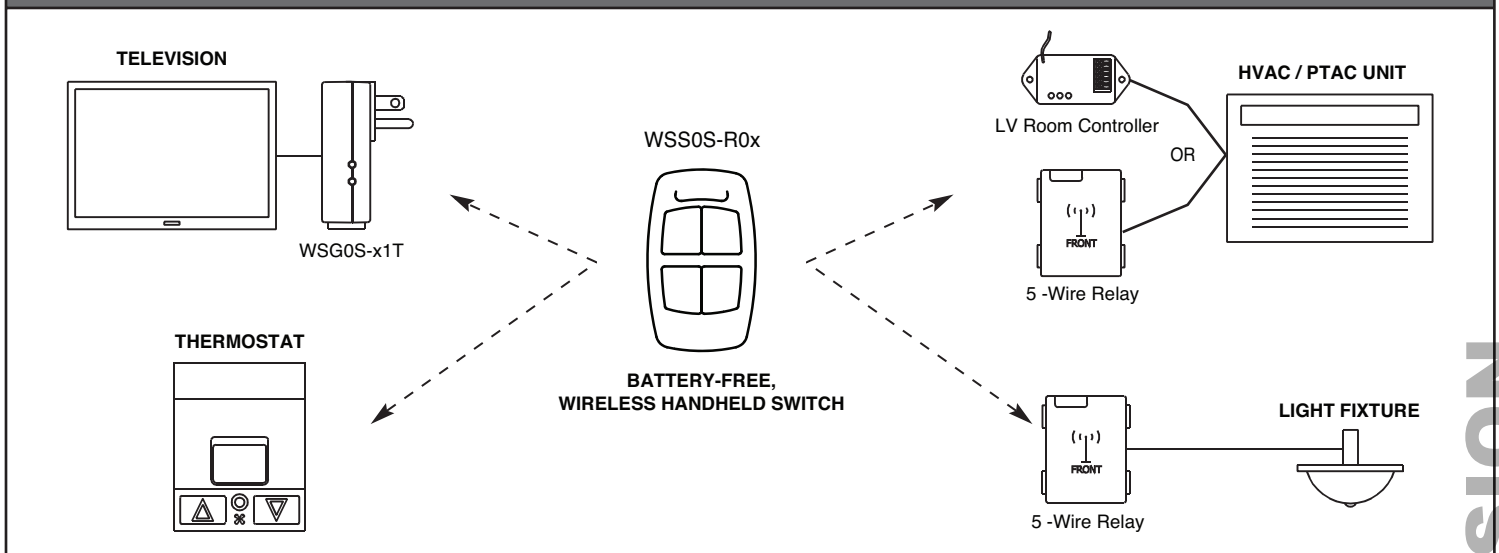 TELEVISION
WSG0S-x1T
THERMOSTAT
WSS0S-R0x
BATTERY-FREE,
WIRELESS HANDHELD SWITCH
LV Room Controller
OR
HVAC / PTAC UNIT
FRONT
5 -Wire Relay
FRONT
5 -Wire Relay
LIGHT FIXTURE